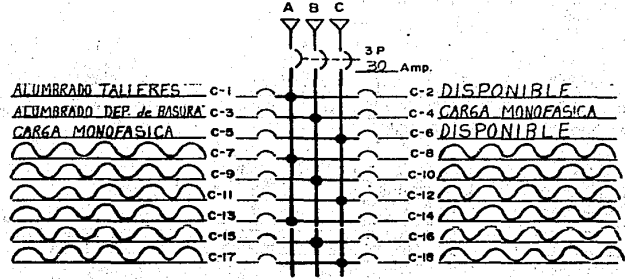 A B C
3 P
30 Amp.
ALUMBRADO TALLERES C-1 C-2 DISPONIBLE
ALUMBRADO DEP. de BASURA C-3 C-4 CARGA MONOFASICA
CARGA MONOFASICA C-5 C-6 DISPONIBLE
C-7 C-8
C-9 C-10
C-11 C-12
C-13 C-14
C-15 C-16
C-17 C-18